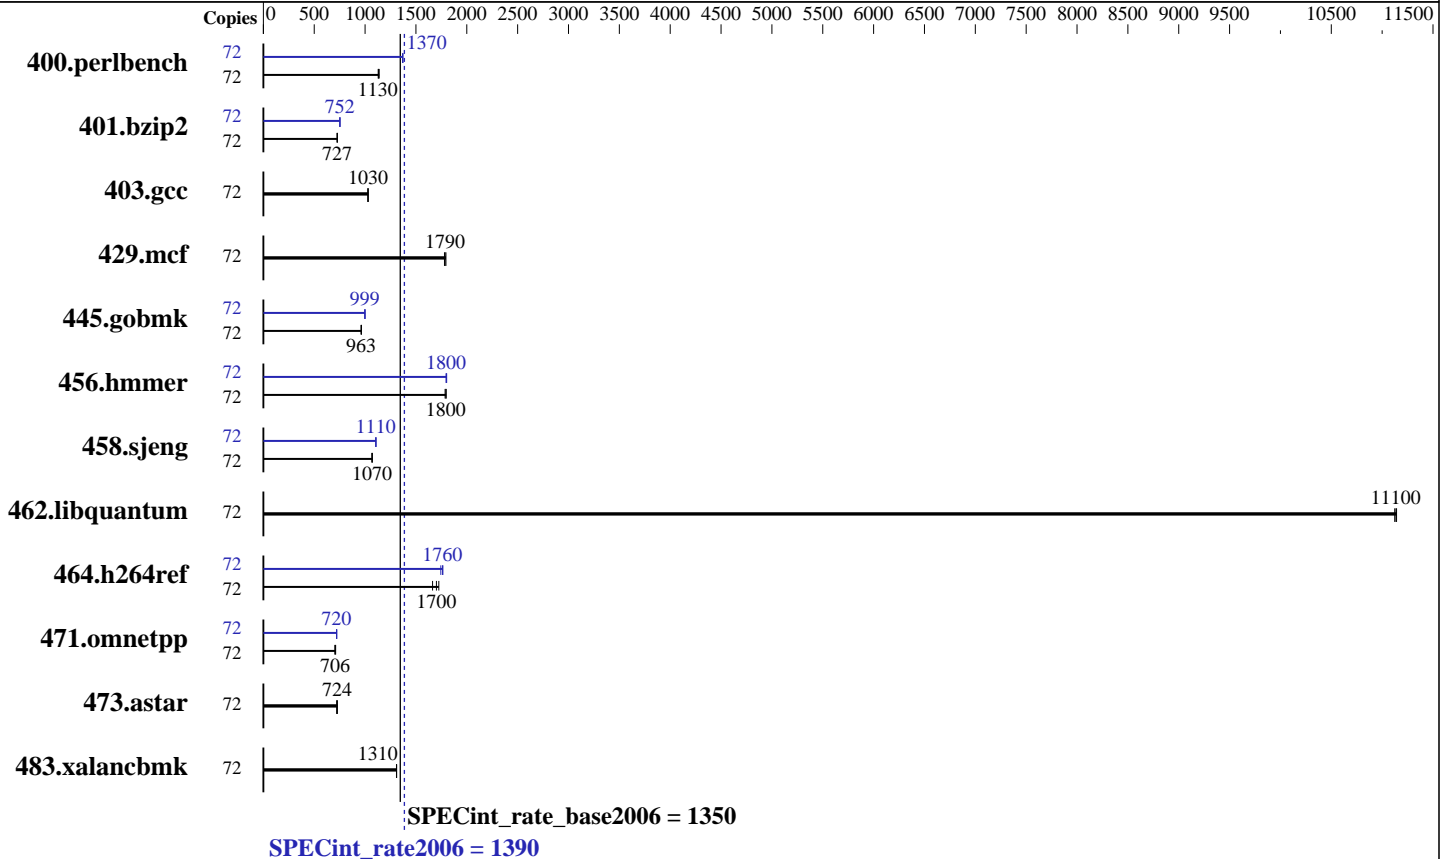 Copies 0 500 1000 1500 2000 2500 3000 3500 4000 4500 5000 5500 6000 6500 7000 7500 8000 8500 9000 9500 10500 11500
400.perlbench 72 1370
72 1130
401.bzip2 72 752
72 727
403.gcc 72 1030
429.mcf 72 1790
445.gobmk 72 999
72 963
456.hmmer 72 1800
72 1800
458.sjeng 72 1110
72 1070
462.libquantum 72 11100
464.h264ref 72 1760
72 1700
471.omnetpp 72 720
72 706
473.astar 72 724
483.xalancbmk 72 1310
SPECint_rate_base2006 = 1350
SPECint_rate2006 = 1390